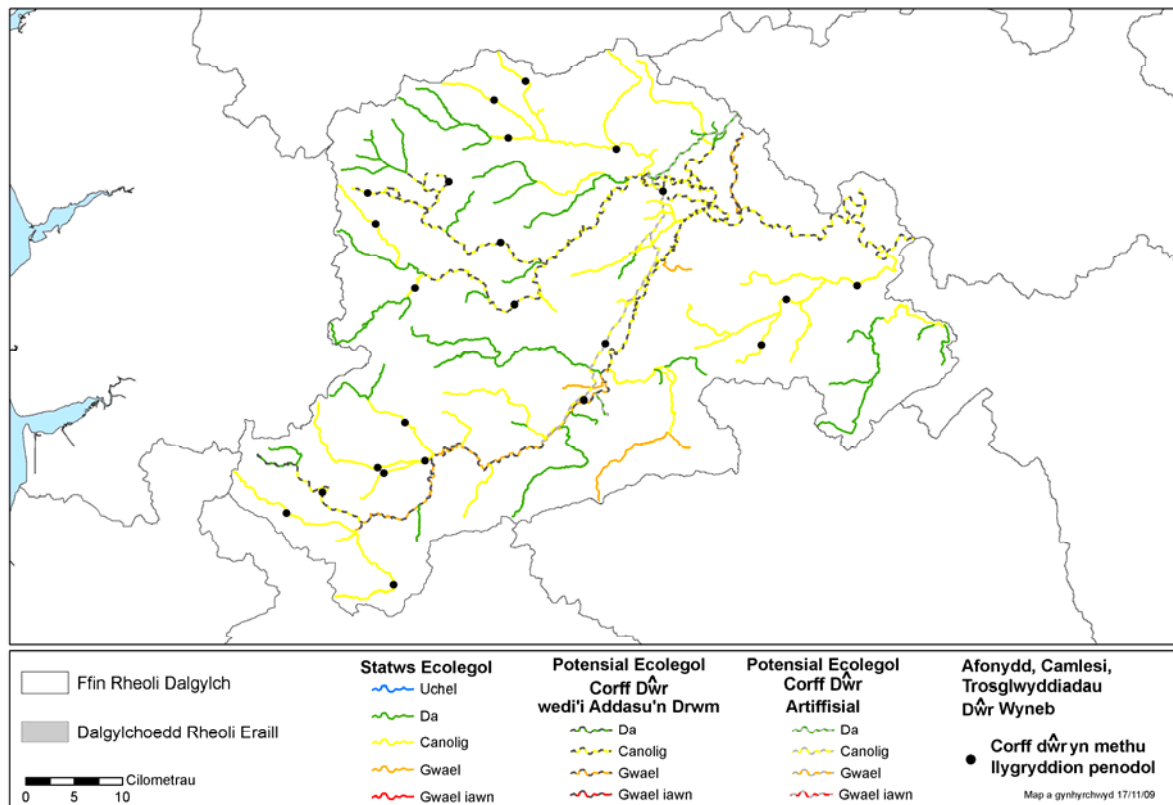 Ffin Rheoli Dalgylch
Dalgylchoedd Rheoli Eraill
Cilometrau
0 5 10
Statws Ecolegol
Uchel
Da
Canolig
Gwael
Gwael iawn
Potensial Ecolegol
Corff Dŵr
wedi'i Addasu'n Drwm
Da
Canolig
Gwael
Gwael iawn
Potensial Ecolegol
Corff Dŵr
Artiffisial
Da
Canolig
Gwael
Gwael iawn
Afonydd, Camlesi,
Trosglwyddiadau
Dŵr Wyneb
Corff dŵr yn methu
llygryddion penodol
Map a gynhyrchwyd 17/11/09